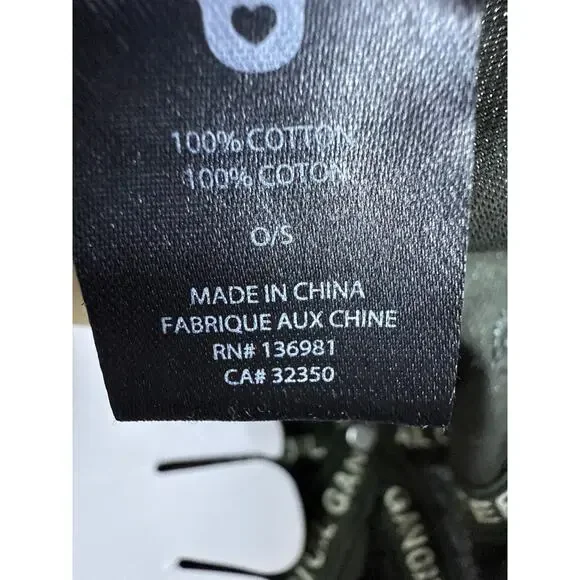 100% COTTON
100% COTON
O/S
MADE IN CHINA
FABRIQUE AUX CHINE
RN# 136981
CA# 32350